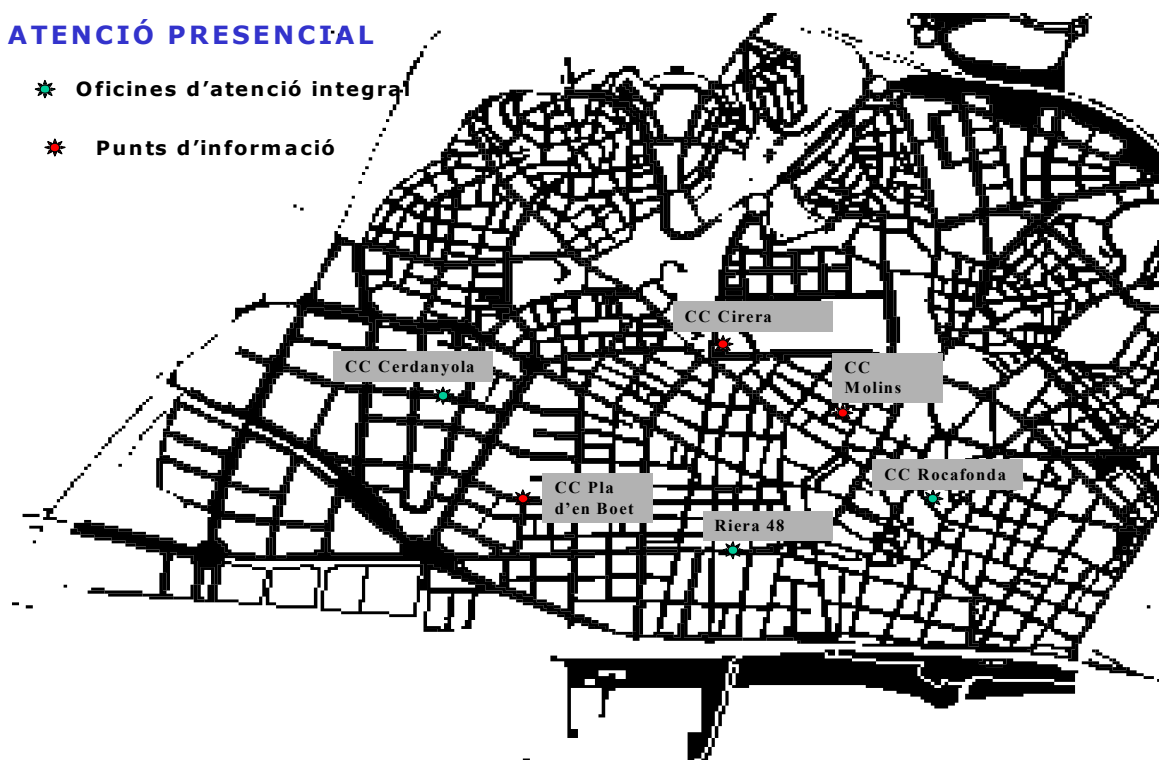 ATENCIÓ PRESENCIAL
Oficines d'atenció integral
Punts d'informació
CC Cirera
CC Cerdanyola
CC
Molins
CC Rocafonda
CC Pla
d'en Boet
Riera 48